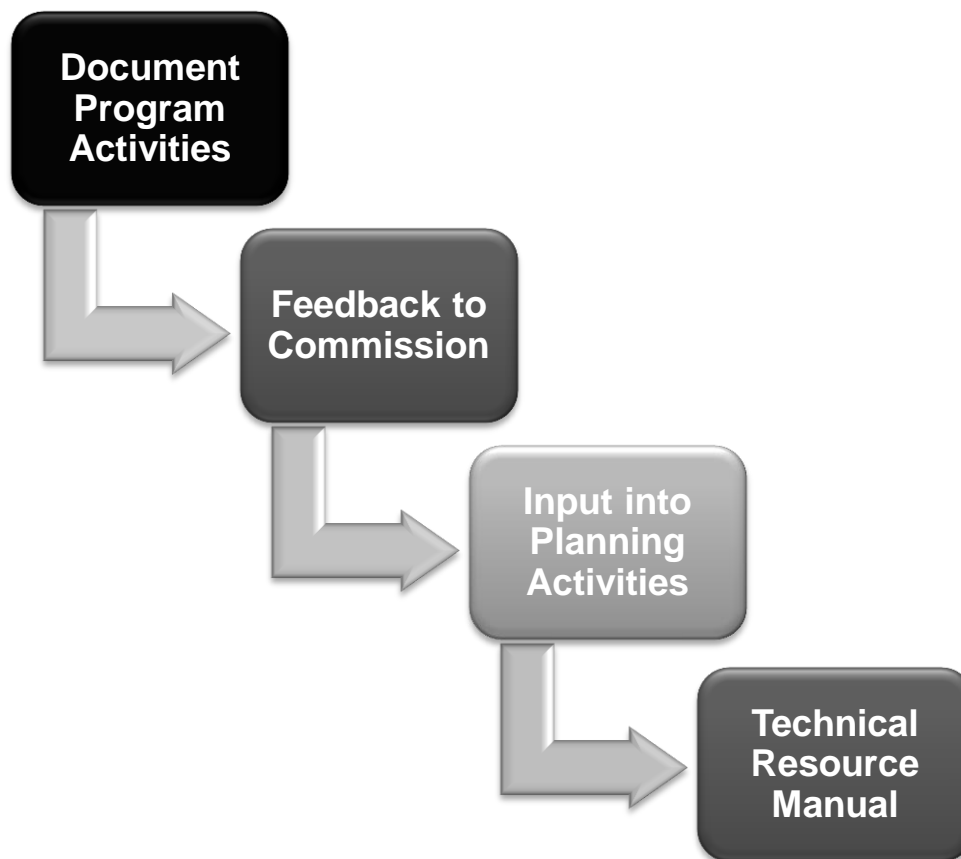 Document
Program
Activities
Feedback to
Commission
Input into
Planning
Activities
Technical
Resource
Manual